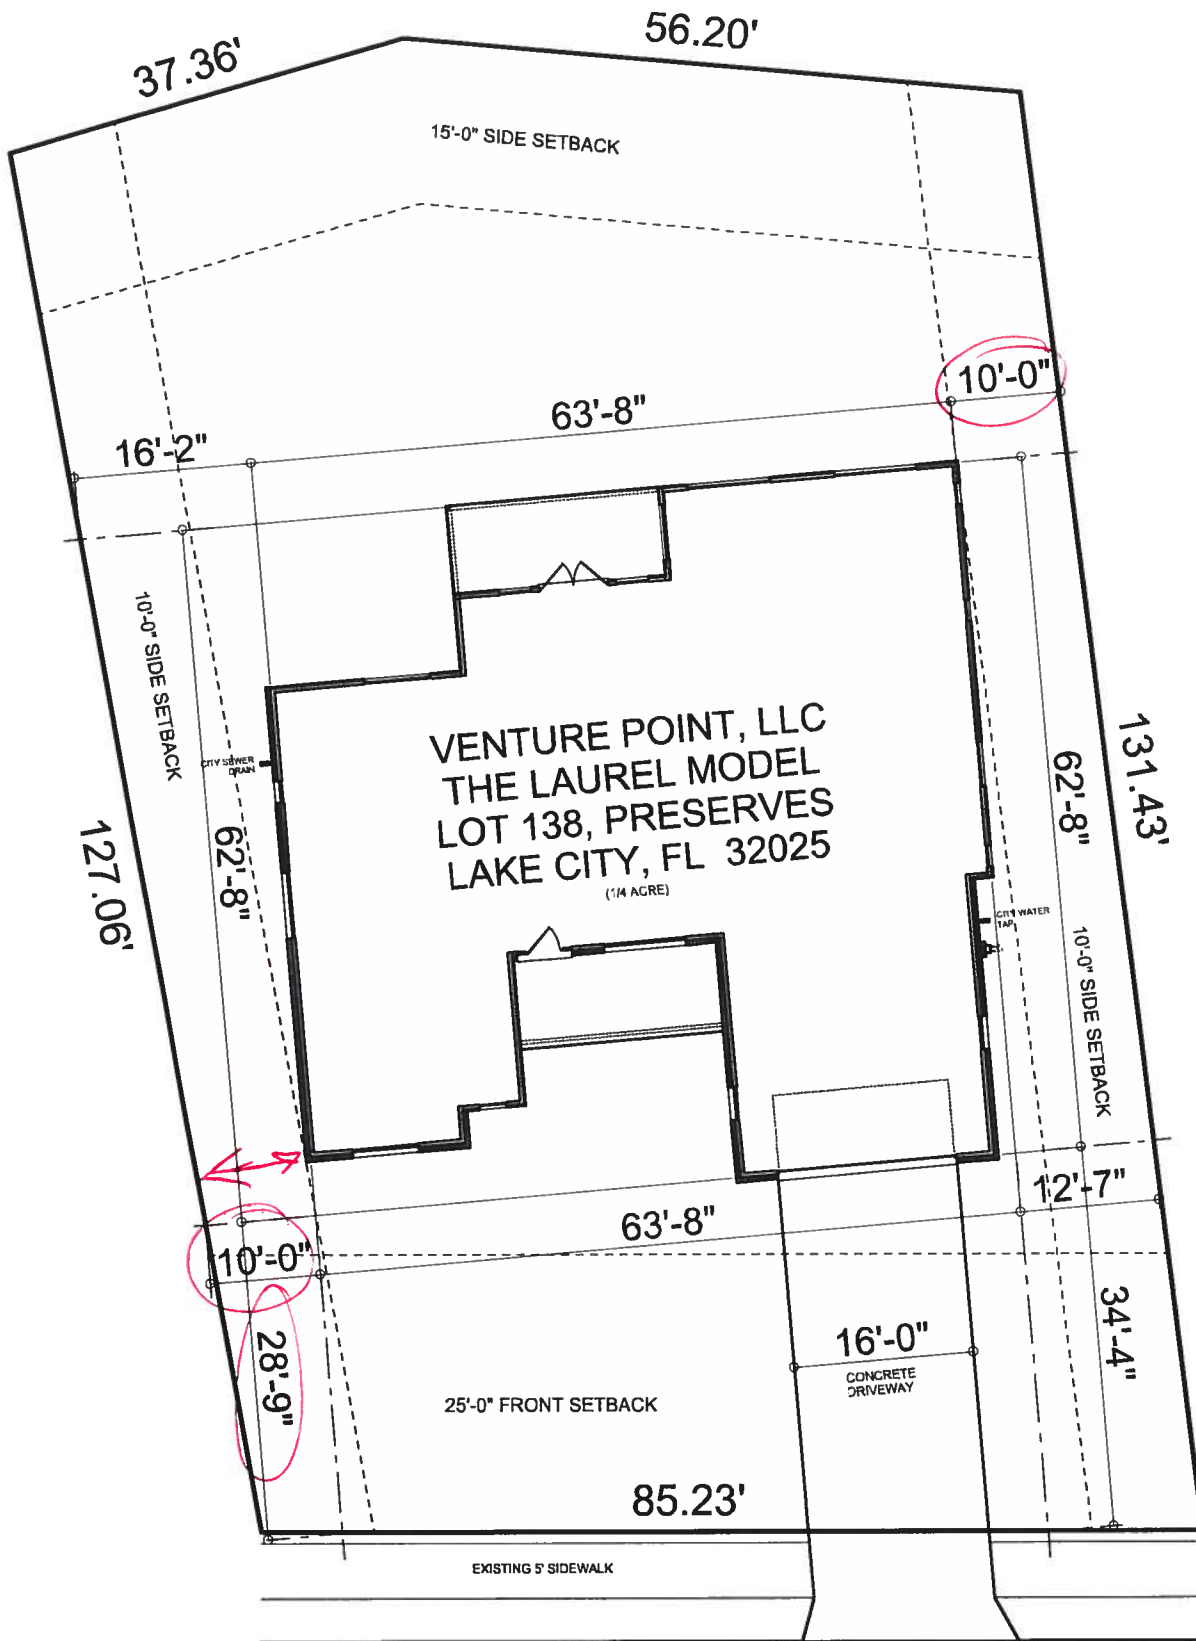 37.36'
56.20'
15'-0" SIDE SETBACK
10'-0"
63'-8"
16'-2"
10'-0" SIDE SETBACK
VENTURE POINT, LLC
THE LAUREL MODEL
LOT 138, PRESERVES
LAKE CITY, FL  32025
(1/4 ACRE)
CITY SEWER
DRAIN
131.43'
62'-8"
127.06'
62'-8"
CITY WATER
TAP
10'-0" SIDE SETBACK
12'-7"
63'-8"
10'-0"
34'-4"
28'-9"
16'-0"
CONCRETE
DRIVEWAY
25'-0" FRONT SETBACK
85.23'
EXISTING 5' SIDEWALK